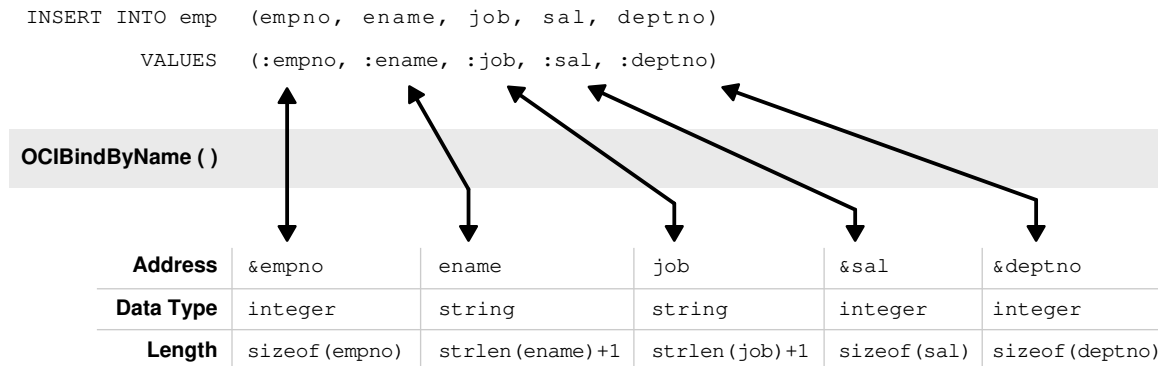 INSERT INTO emp (empno, ename, job, sal, deptno)
VALUES (:empno, :ename, :job, :sal, :deptno)
OCIBindByName ( )
Address &empno ename job &sal &deptno
Data Type integer string string integer integer
Length sizeof(empno) strlen(ename)+1 strlen(job)+1 sizeof(sal) sizeof(deptno)